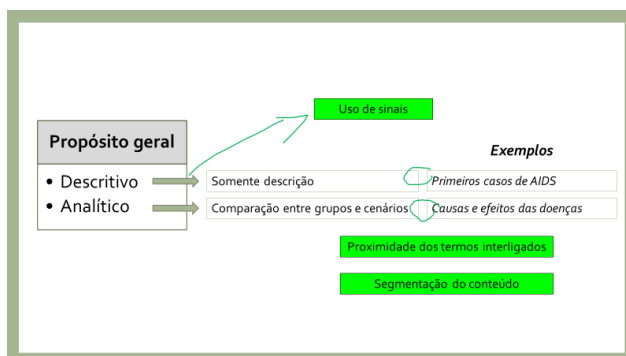 Uso de sinais
Propósito geral
Exemplos
• Descritivo
Somente descrição
Primeiros casos de AIDS
• Analítico
Comparação entre grupos e cenários
Causas e efeitos das doenças
Proximidade dos termos interligados
Segmentação do conteúdo